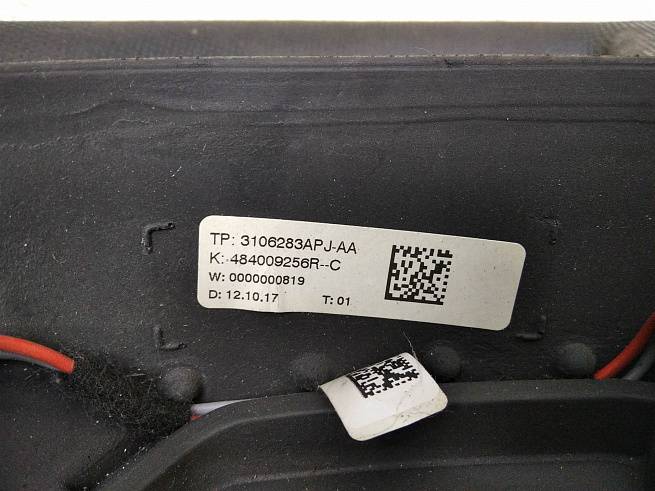 TP: 3106283APJ-AA
K: 484009256R--C
W: 0000000819
D: 12.10.17 T: 01